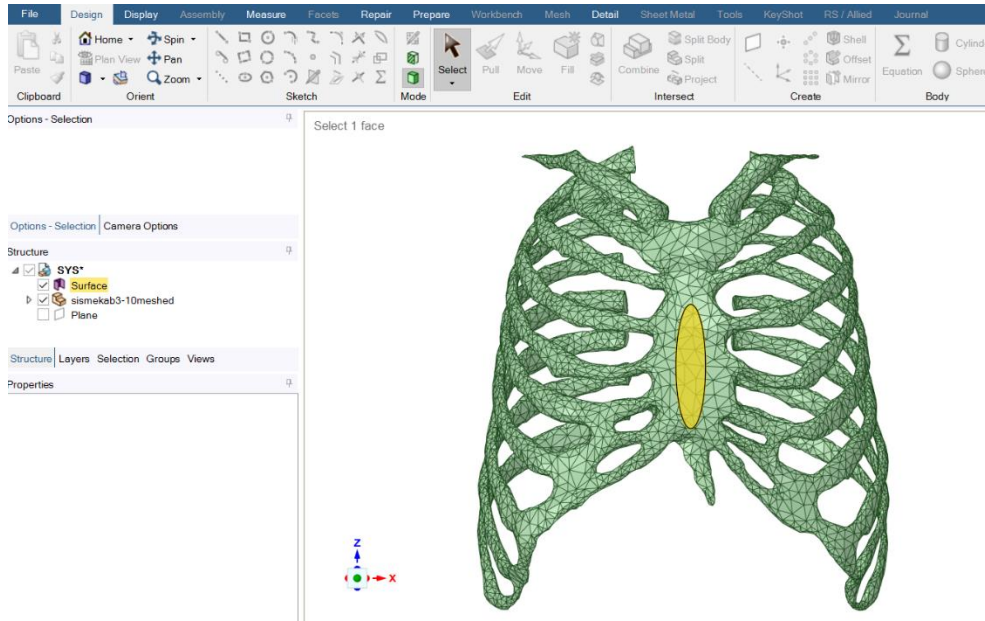 File Design Display Assembly Measure Facets Repair Prepare Workbench Mesh Detail Sheet Metal Tools KeyShot RS / Allied Journal
Home Spin Split Body Shell Cylind
Plan View Pan Split Offset
Paste Zoom Select Pull Move Fill Combine Project Mirror Equation Sphere
Clipboard Orient Sketch Mode Edit Intersect Create Body
Options - Selection
Select 1 face
Options - Selection Camera Options
Structure
SYS*
Surface
sismekab3-10meshed
Plane
Structure Layers Selection Groups Views
Properties
Z
X